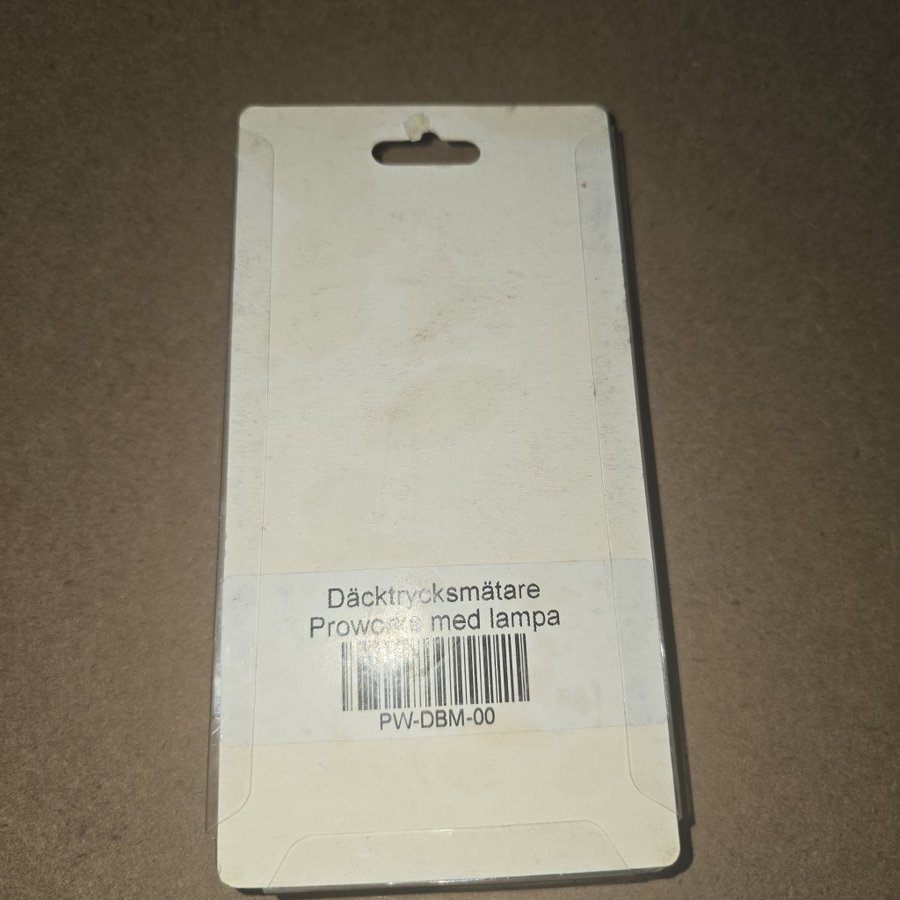 Däcktrycksmätare
Proworks med lampa
PW-DBM-00